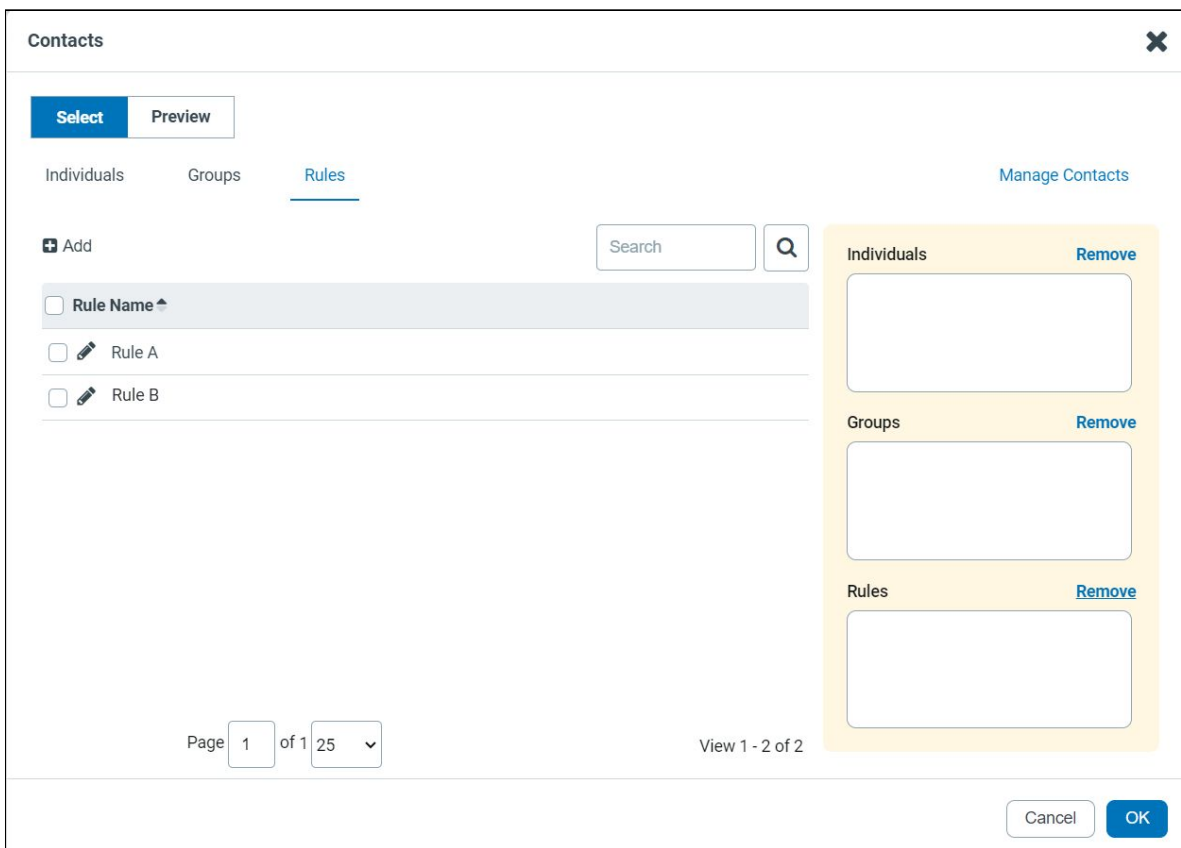 Contacts
Select Preview
Individuals Groups Rules Manage Contacts
Add Search Individuals Remove
Rule Name
Rule A
Rule B
Groups Remove
Rules Remove
Page 1 of 1 25 View 1 - 2 of 2
Cancel OK